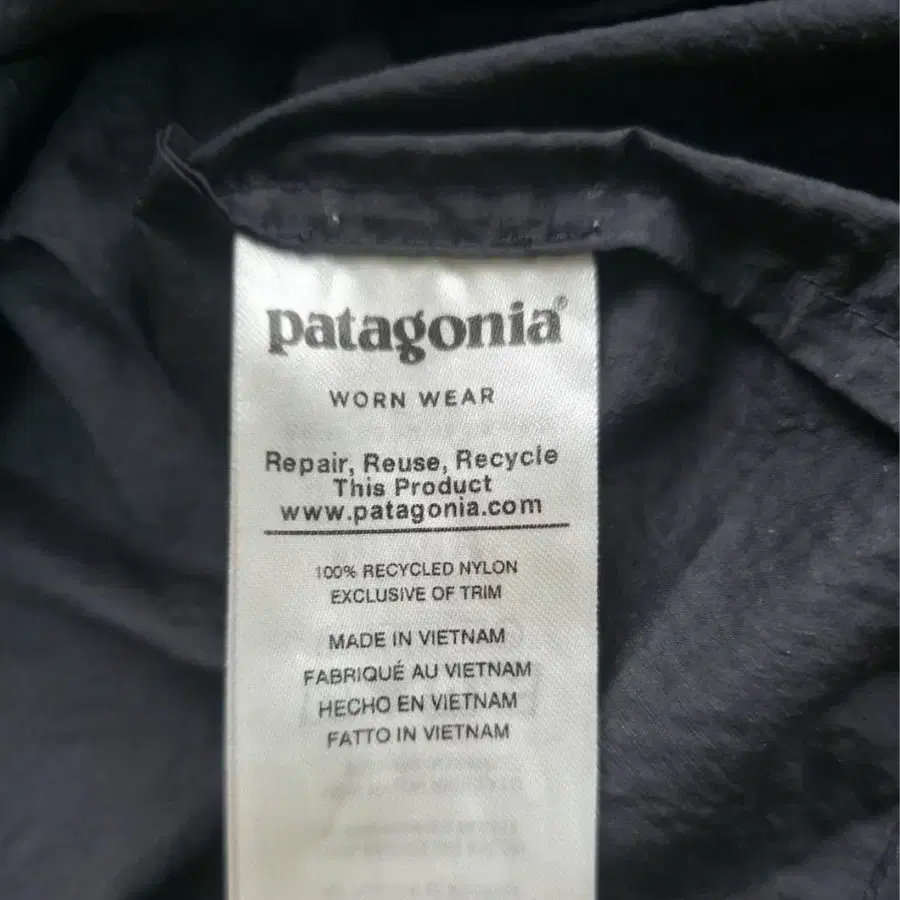 patagonia®
WORN WEAR
Repair, Reuse, Recycle
This Product
www.patagonia.com
100% RECYCLED NYLON
EXCLUSIVE OF TRIM
MADE IN VIETNAM
FABRIQUÉ AU VIETNAM
HECHO EN VIETNAM
FATTO IN VIETNAM